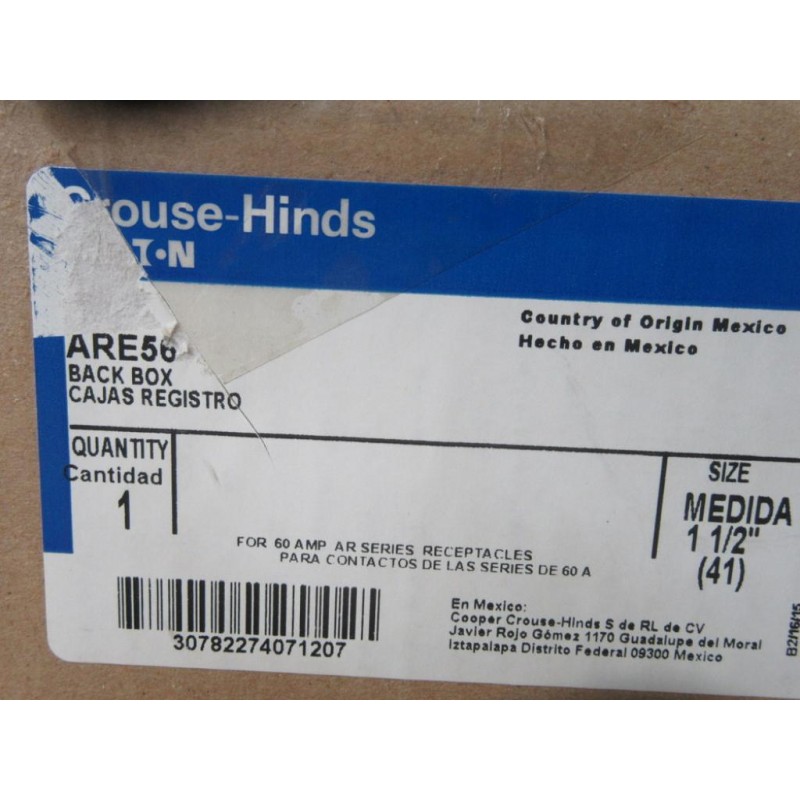 Crouse-Hinds
Country of Origin Mexico
Hecho en Mexico
ARE56
BACK BOX
CAJAS REGISTRO
QUANTITY
Cantidad
1
SIZE
MEDIDA
1 1/2"
(41)
FOR 60 AMP AR SERIES RECEPTACLES
PARA CONTACTOS DE LAS SERIES DE 60 A
30782274071207
En Mexico:
Cooper Crouse-Hinds S de RL de CV
Javier Rojo Gómez 1170 Guadalupe del Moral
Iztapalapa Distrito Federal 09300 Mexico
B2/16/15